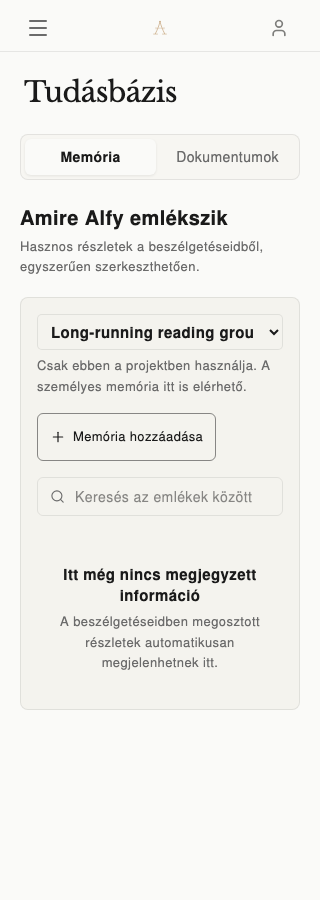 Tudásbázis
Memória
Dokumentumok
Amire Alfy emlékszik
Hasznos részletek a beszélgetéseidből,
egyszerűen szerkeszthetően.
Long-running reading grou
Csak ebben a projektben használja. A
személyes memória itt is elérhető.
Memória hozzáadása
Keresés az emlékek között
Itt még nincs megjegyzett
információ
A beszélgetéseidben megosztott
részletek automatikusan
megjelenhetnek itt.